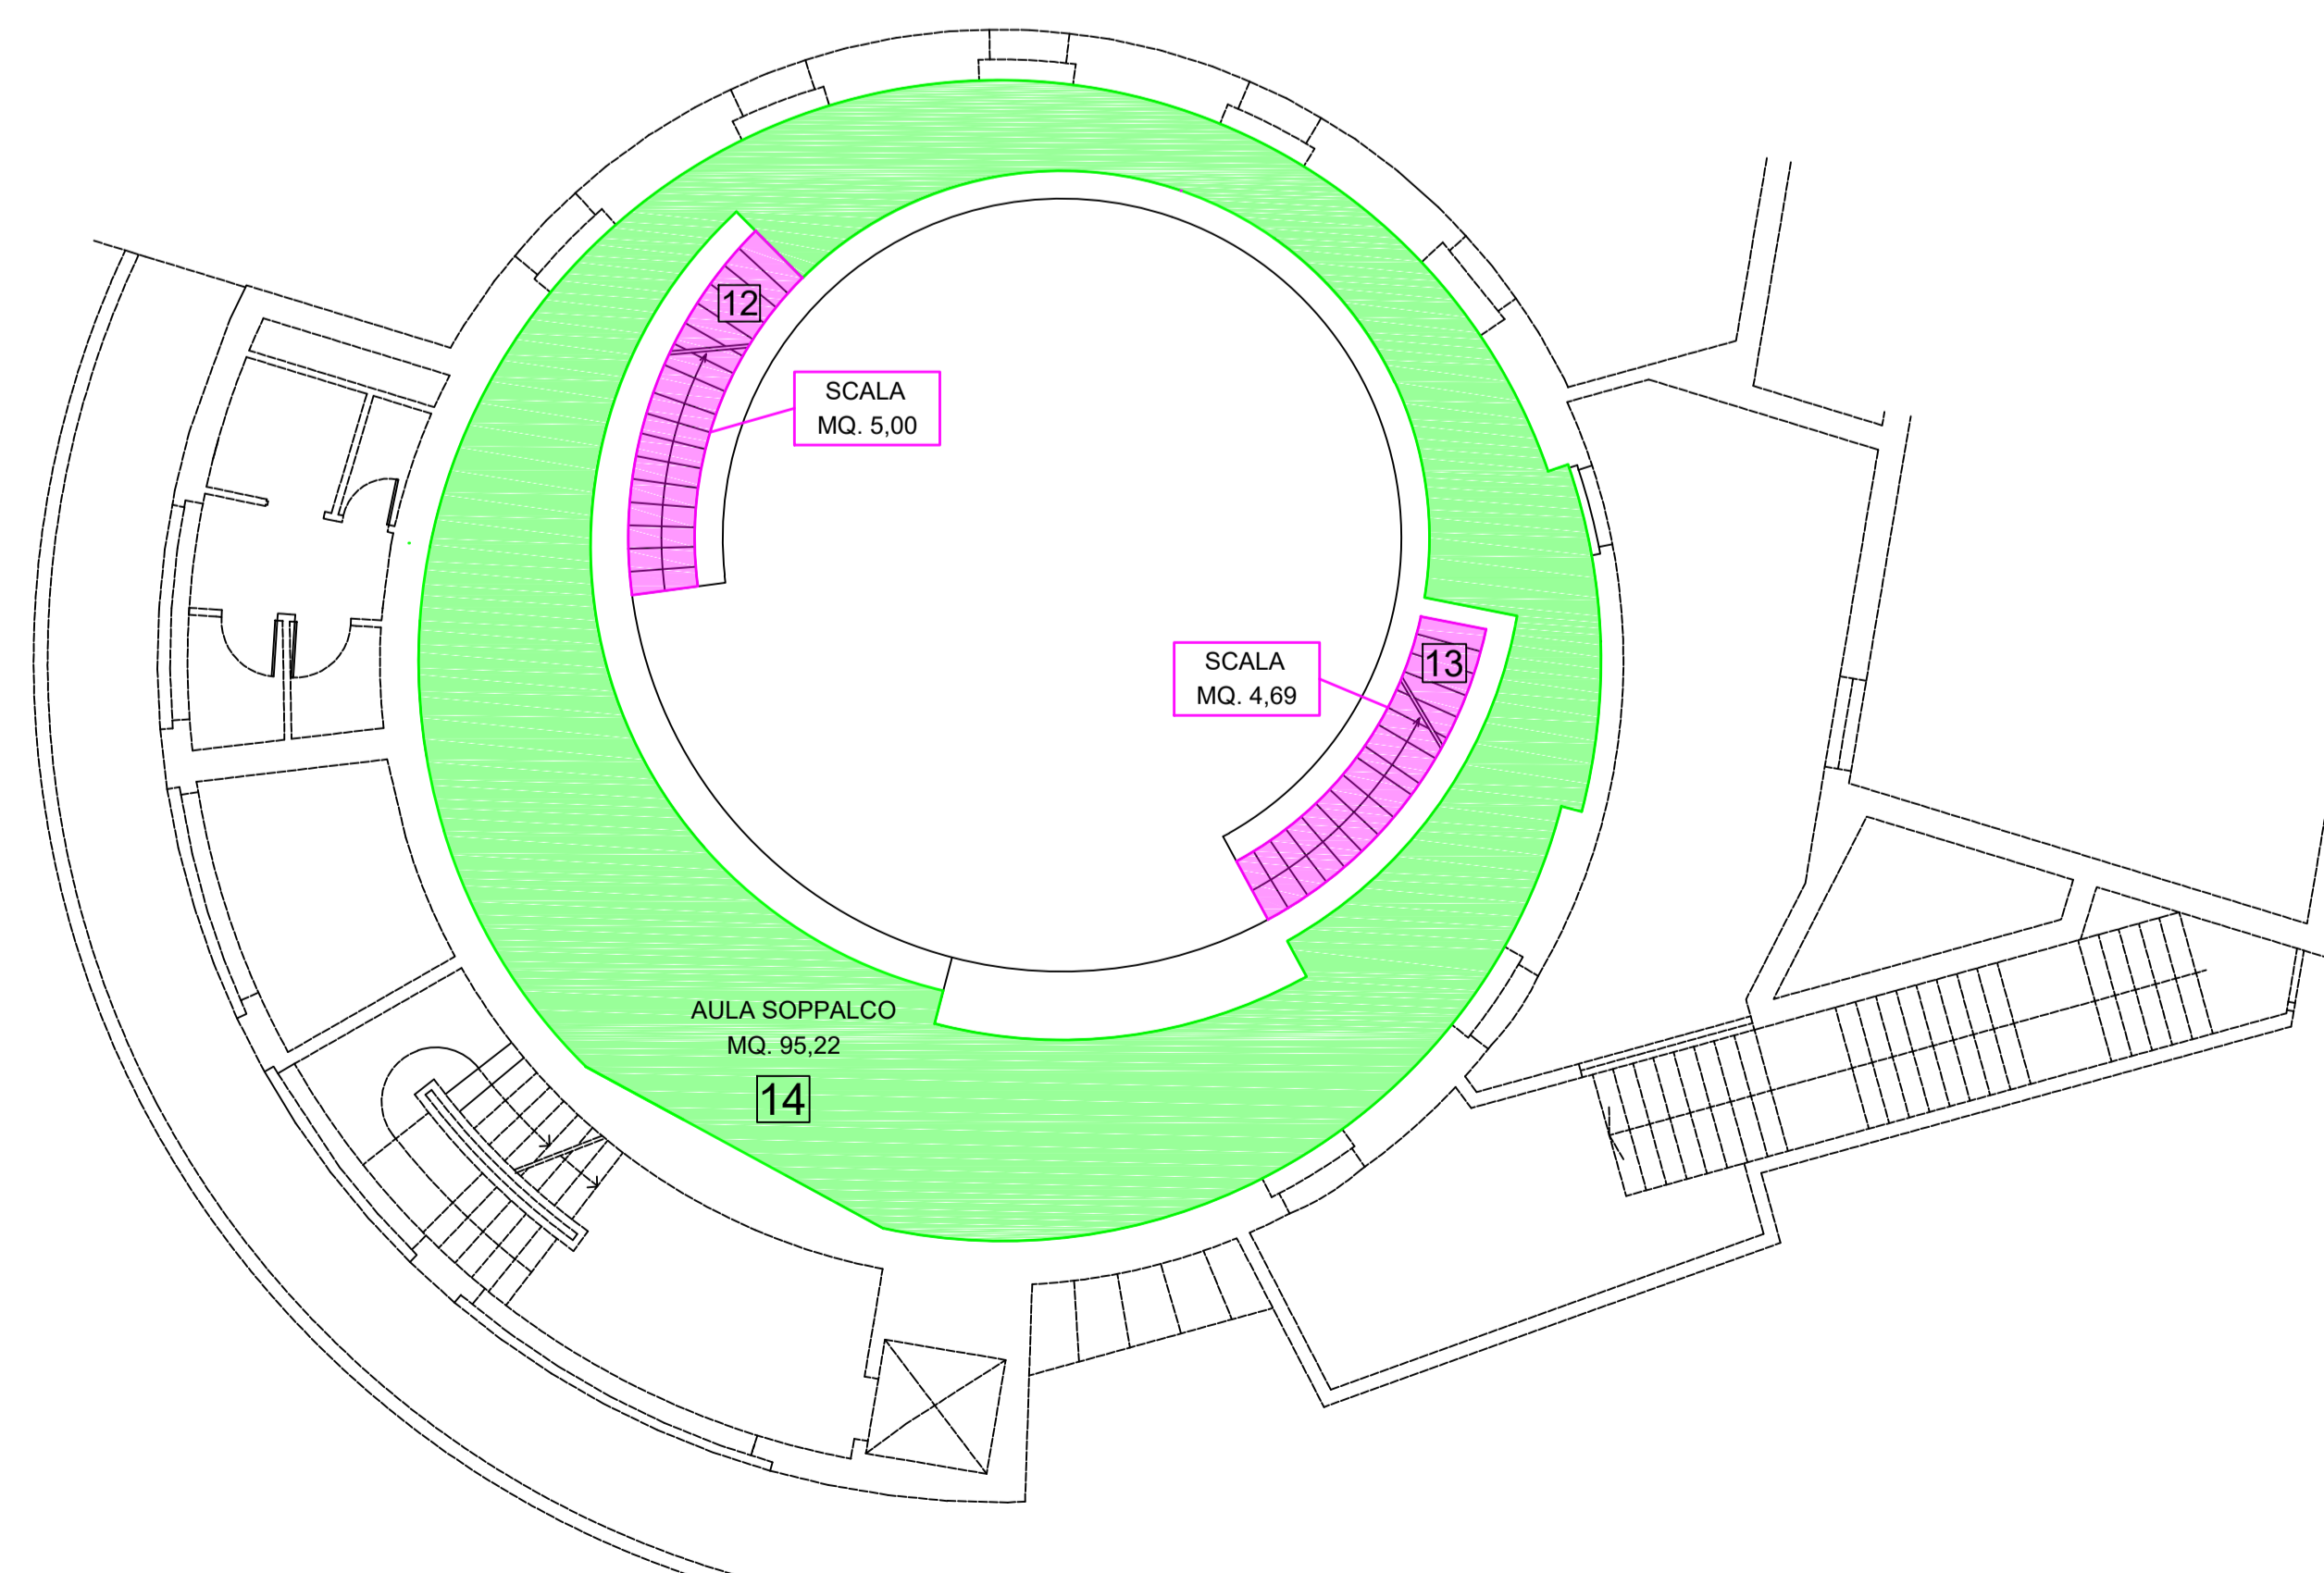 12
SCALA
MQ. 5,00
SCALA
MQ. 4,69
13
AULA SOPPALCO
MQ. 95,22
14